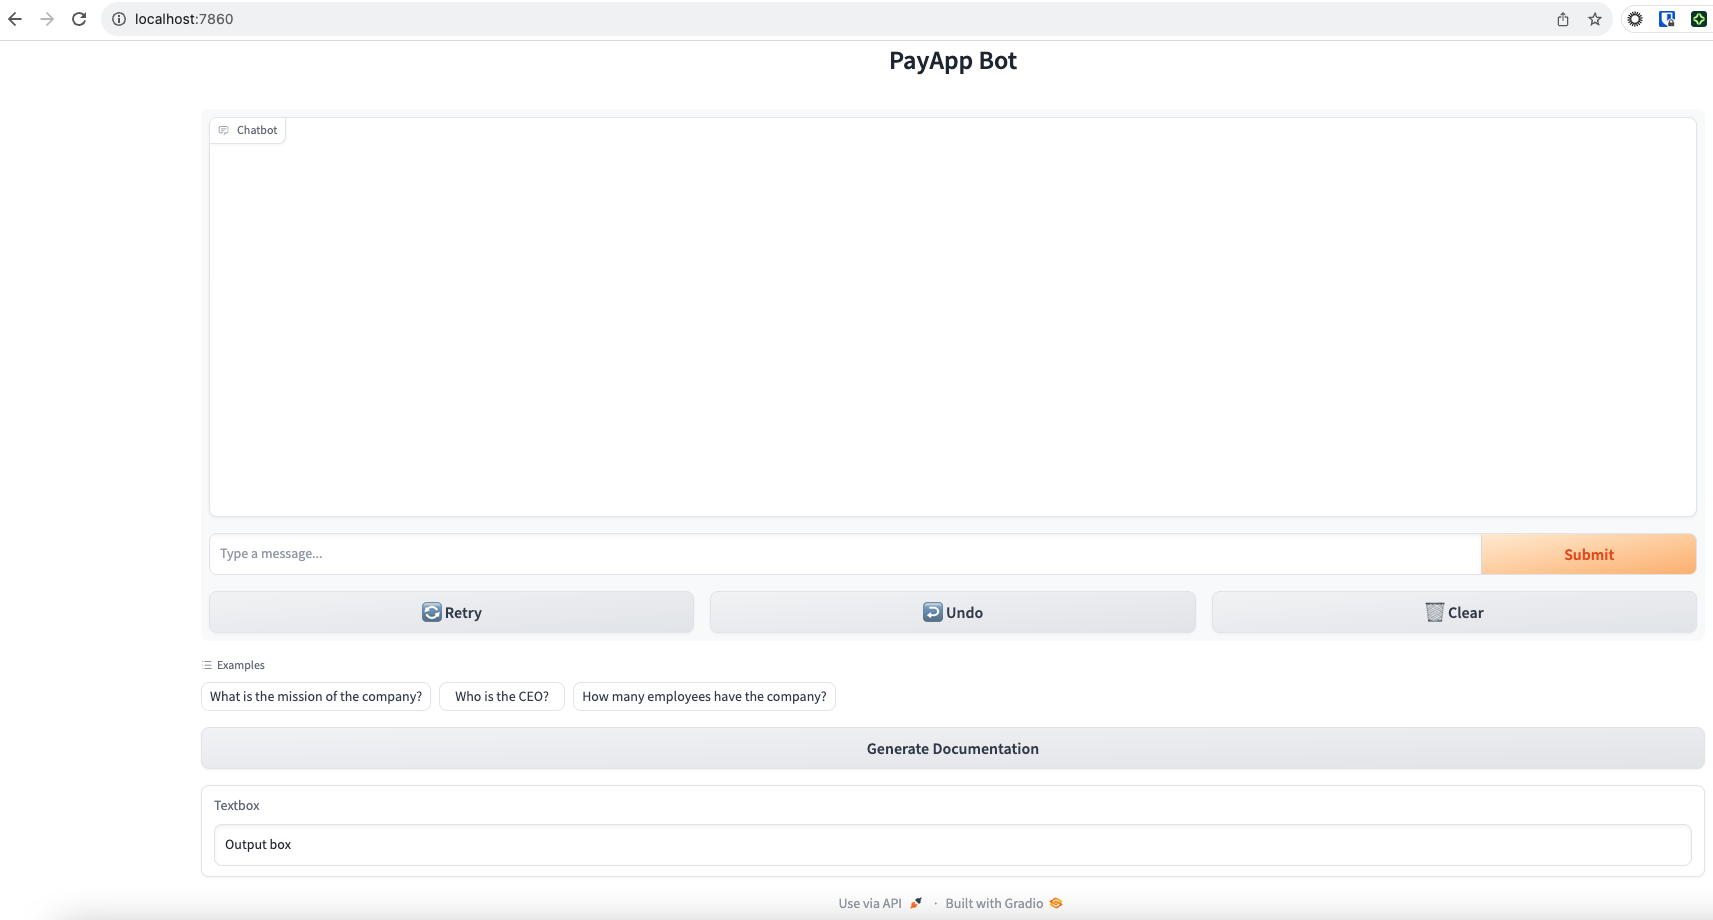 localhost:7860
PayApp Bot
Chatbot
Type a message...
Submit
Retry
Undo
Clear
Examples
What is the mission of the company?
Who is the CEO?
How many employees have the company?
Generate Documentation
Textbox
Output box
Use via API · Built with Gradio